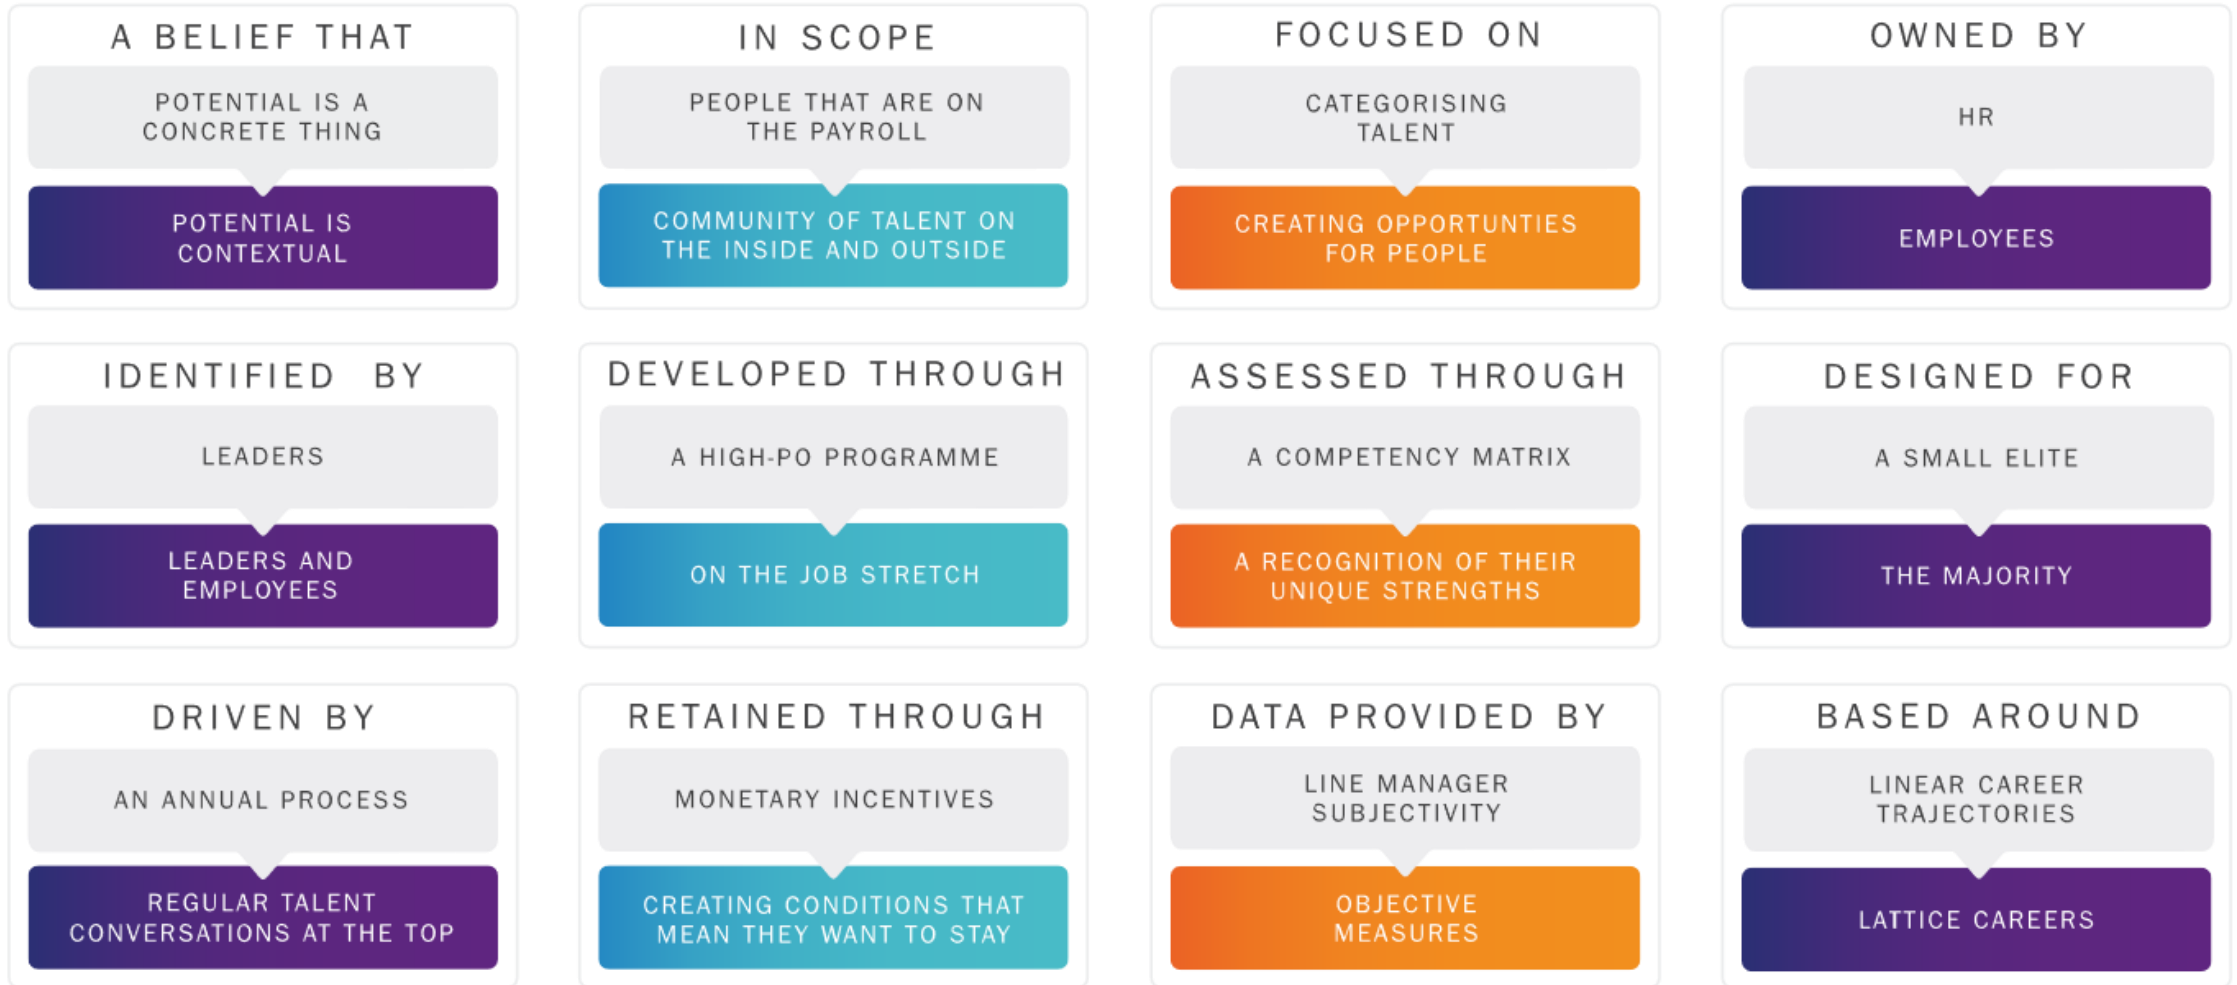 A BELIEF THAT
POTENTIAL IS A
CONCRETE THING
POTENTIAL IS
CONTEXTUAL
IN SCOPE
PEOPLE THAT ARE ON
THE PAYROLL
COMMUNITY OF TALENT ON
THE INSIDE AND OUTSIDE
FOCUSED ON
CATEGORISING
TALENT
CREATING OPPORTUNTIES
FOR PEOPLE
OWNED BY
HR
EMPLOYEES
IDENTIFIED BY
LEADERS
LEADERS AND
EMPLOYEES
DEVELOPED THROUGH
A HIGH-PO PROGRAMME
ON THE JOB STRETCH
ASSESSED THROUGH
A COMPETENCY MATRIX
A RECOGNITION OF THEIR
UNIQUE STRENGTHS
DESIGNED FOR
A SMALL ELITE
THE MAJORITY
DRIVEN BY
AN ANNUAL PROCESS
REGULAR TALENT
CONVERSATIONS AT THE TOP
RETAINED THROUGH
MONETARY INCENTIVES
CREATING CONDITIONS THAT
MEAN THEY WANT TO STAY
DATA PROVIDED BY
LINE MANAGER
SUBJECTIVITY
OBJECTIVE
MEASURES
BASED AROUND
LINEAR CAREER
TRAJECTORIES
LATTICE CAREERS